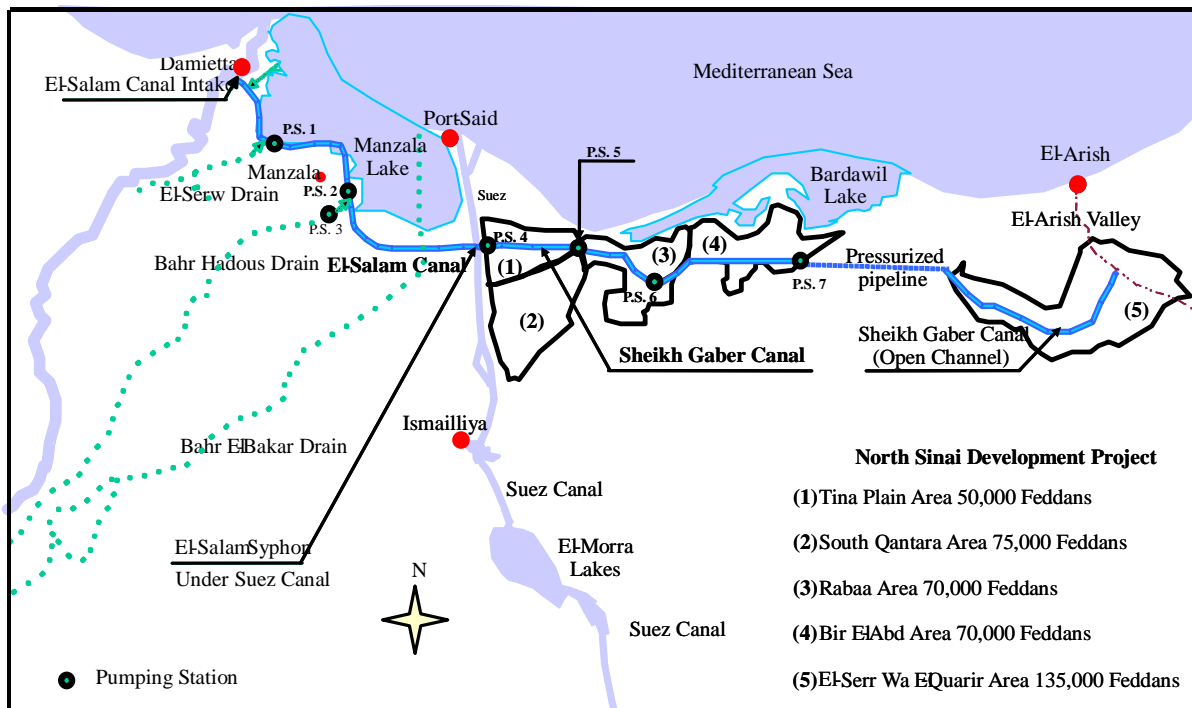 Mediterranean Sea
Damietta
El-Salam Canal Intake
P.S. 1
Port-Said
Manzala
Lake
P.S. 5
El-Arish
Manzala
El-Serw Drain
P.S. 2
Suez
Bardawil
Lake
P.S. 3
El-Arish Valley
P.S. 4
(3)
(4)
Bahr Hadous Drain
El-Salam Canal
(1)
P.S. 6
P.S. 7
Pressurized
pipeline
(2)
(5)
Sheikh Gaber Canal
Sheikh Gaber Canal
(Open Channel)
Ismailliya
Bahr El-Bakar Drain
North Sinai Development Project
Suez Canal
(1)Tina Plain Area 50,000 Feddans
El-Salam Syphon
Under Suez Canal
El-Morra
Lakes
(2)South Qantara Area 75,000 Feddans
N
(3)Rabaa Area 70,000 Feddans
Suez Canal
(4)Bir El-Abd Area 70,000 Feddans
Pumping Station
(5)El-Serr Wa El-Quarir Area 135,000 Feddans